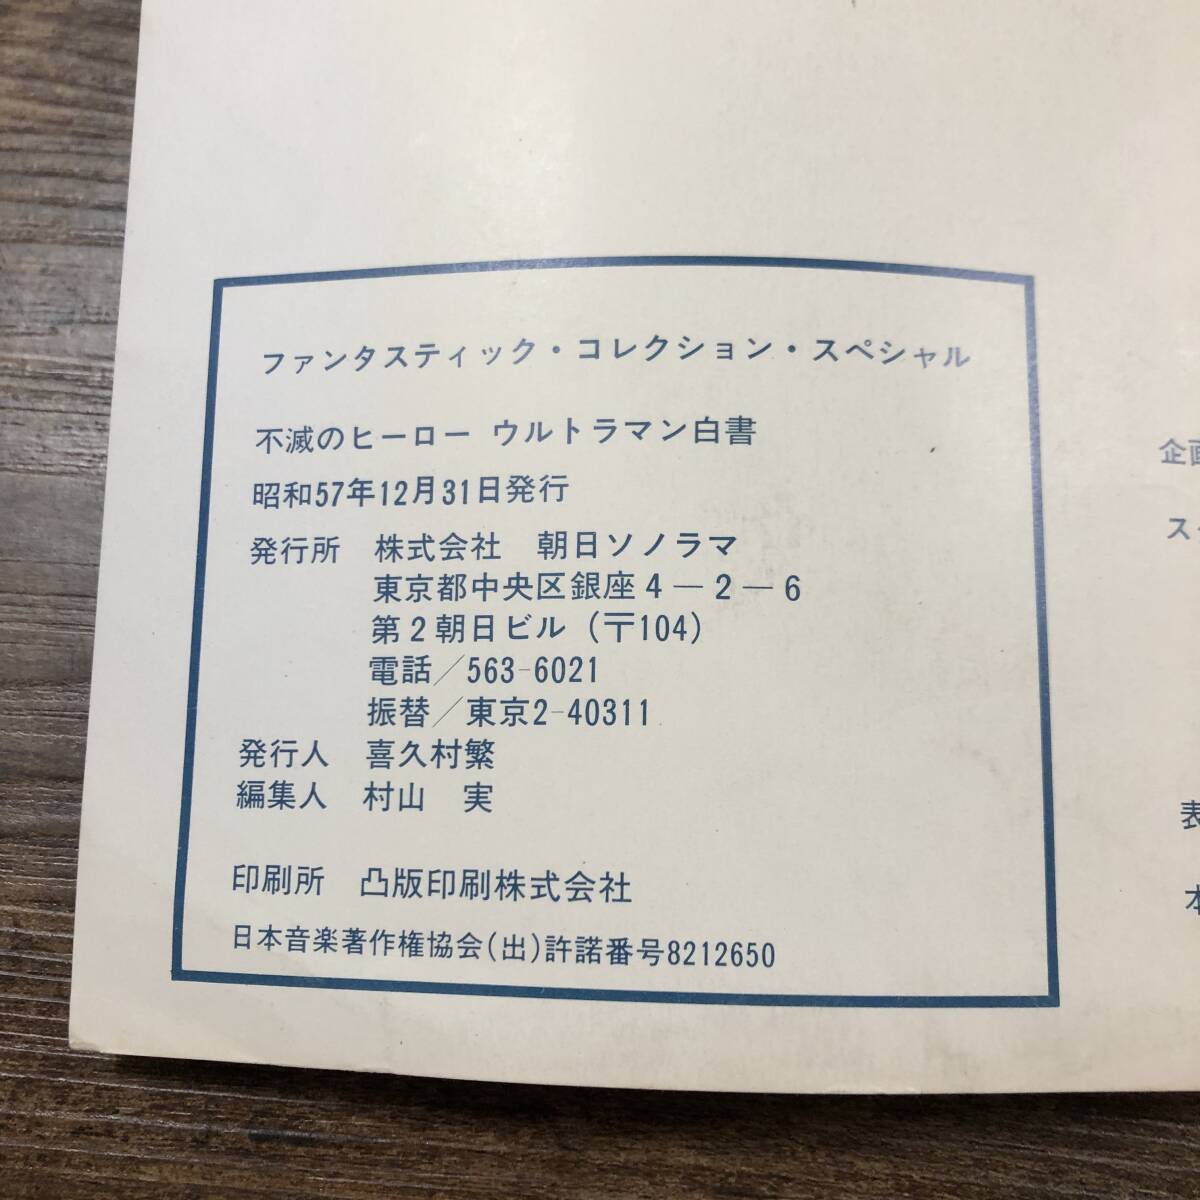 ファンタスティック・コレクション・スペシャル
不滅のヒーロー ウルトラマン白書
昭和57年12月31日発行
発行所 株式会社 朝日ソノラマ
東京都中央区銀座4－2－6
第2朝日ビル（〒104）
電話／563-6021
振替／東京2-40311
発行人 喜久村繁
編集人 村山 実
印刷所 凸版印刷株式会社
日本音楽著作権協会(出)許諾番号8212650
企画
ス
表
本